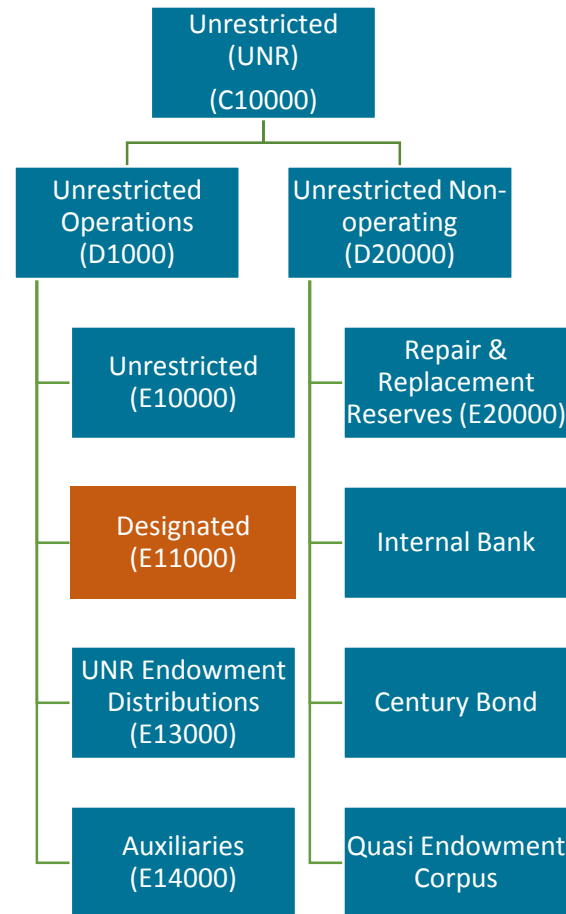 Unrestricted
(UNR)
(C10000)
Unrestricted
Operations
(D1000)
Unrestricted Non-
operating
(D20000)
Unrestricted
(E10000)
Designated
(E11000)
UNR Endowment
Distributions
(E13000)
Auxiliaries
(E14000)
Repair &
Replacement
Reserves (E20000)
Internal Bank
Century Bond
Quasi Endowment
Corpus